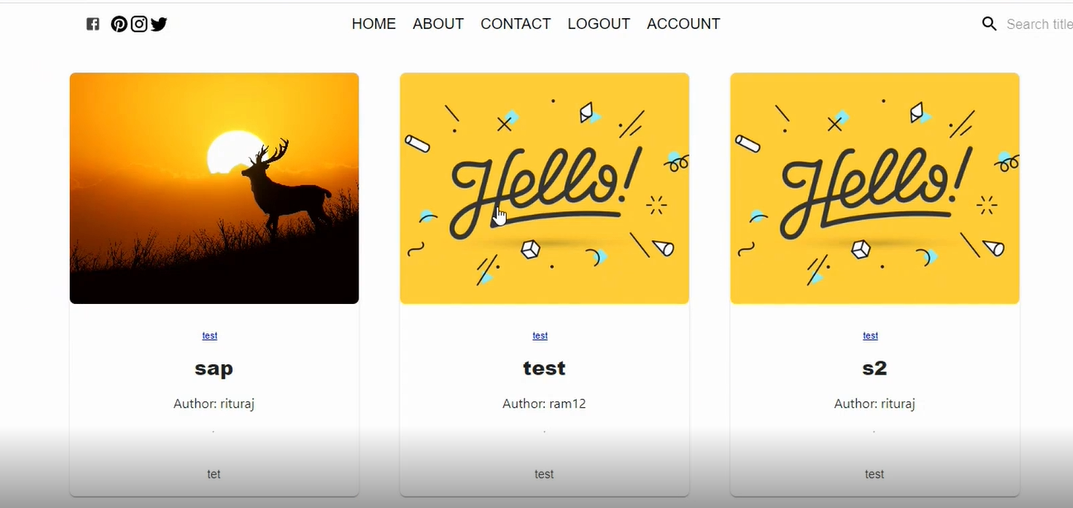 HOME ABOUT CONTACT LOGOUT ACCOUNT
Search title
Hello!
Hello!
test
test
test
sap
test
s2
Author: rituraj
Author: ram12
Author: rituraj
.
.
.
tet
test
test